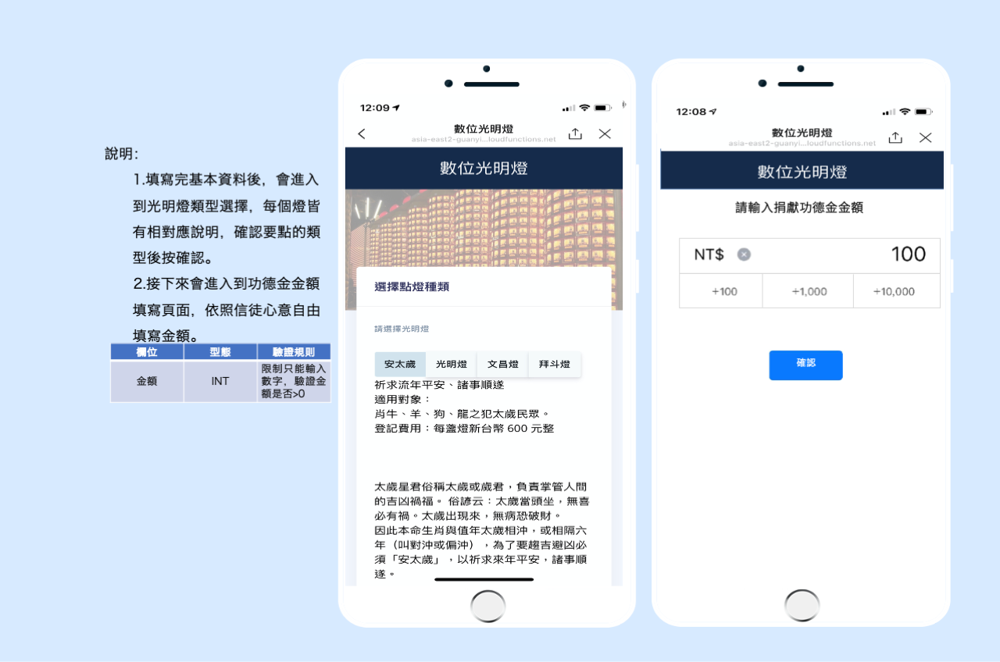 說明：
1.填寫完基本資料後，會進入
到光明燈類型選擇，每個燈皆
有相對應說明，確認要點的類
型後按確認。
2.接下來會進入到功德金金額
填寫頁面，依照信徒心意自由
填寫金額。
欄位 型態 驗證規則
金額 INT 限制只能輸入
數字，驗證金
額是否>0
12:09
數位光明燈
asia-east2-guanyi...loudfunctions.net
數位光明燈
選擇點燈種類
請選擇光明燈
安太歲 光明燈 文昌燈 拜斗燈
祈求流年平安、諸事順遂
適用對象：
肖牛、羊、狗、龍之犯太歲民眾。
登記費用：每盞燈新台幣 600 元整
太歲星君俗稱太歲或歲君，負責掌管人間
的吉凶禍福。 俗諺云：太歲當頭坐，無喜
必有禍。太歲出現來，無病恐破財。
因此本命生肖與值年太歲相沖，或相隔六
年（叫對沖或偏沖），為了要趨吉避凶必
須「安太歲」，以祈求來年平安，諸事順
遂。
12:08
數位光明燈
asia-east2-guanyi...loudfunctions.net
數位光明燈
請輸入捐獻功德金金額
NT$ 100
+100 +1,000 +10,000
確認